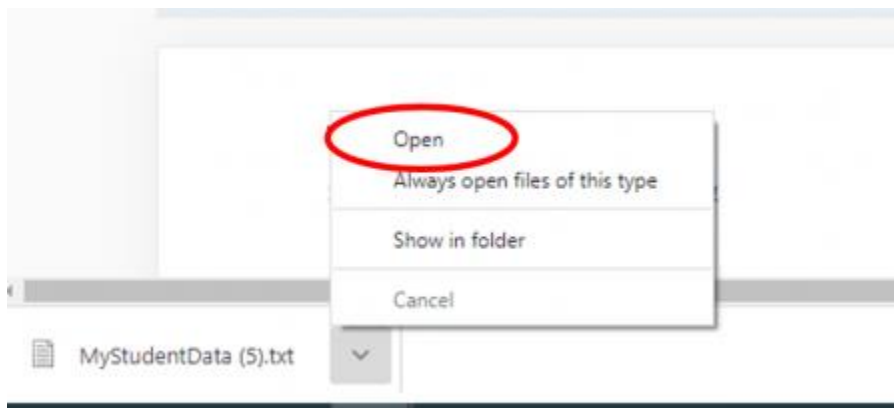 Open
Always open files of this type
Show in folder
Cancel
MyStudentData (5).txt